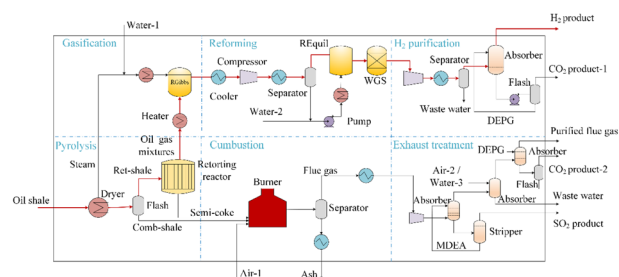 H₂ product
Water-1
Gasification
Reforming
REquil
H₂ purification
Compressor
Separator
Absorber
RGibbs
CO₂ product-1
Flash
Cooler
Separator
WGS
Waste water
Heater
Water-2
Pump
DEPG
Oil gas
mixtures
Purified flue gas
Pyrolysis
Combustion
Exhaust treatment
DEPG
Absorber
Steam
Ret-shale
Retorting
reactor
Flue gas
Air-2 /
Water-3
CO₂ product-2
Burner
Flash
Dryer
Absorber
Waste water
Oil shale
Flash
Semi-coke
Separator
SO₂ product
Comb-shale
Stripper
MDEA
Air-1
Ash